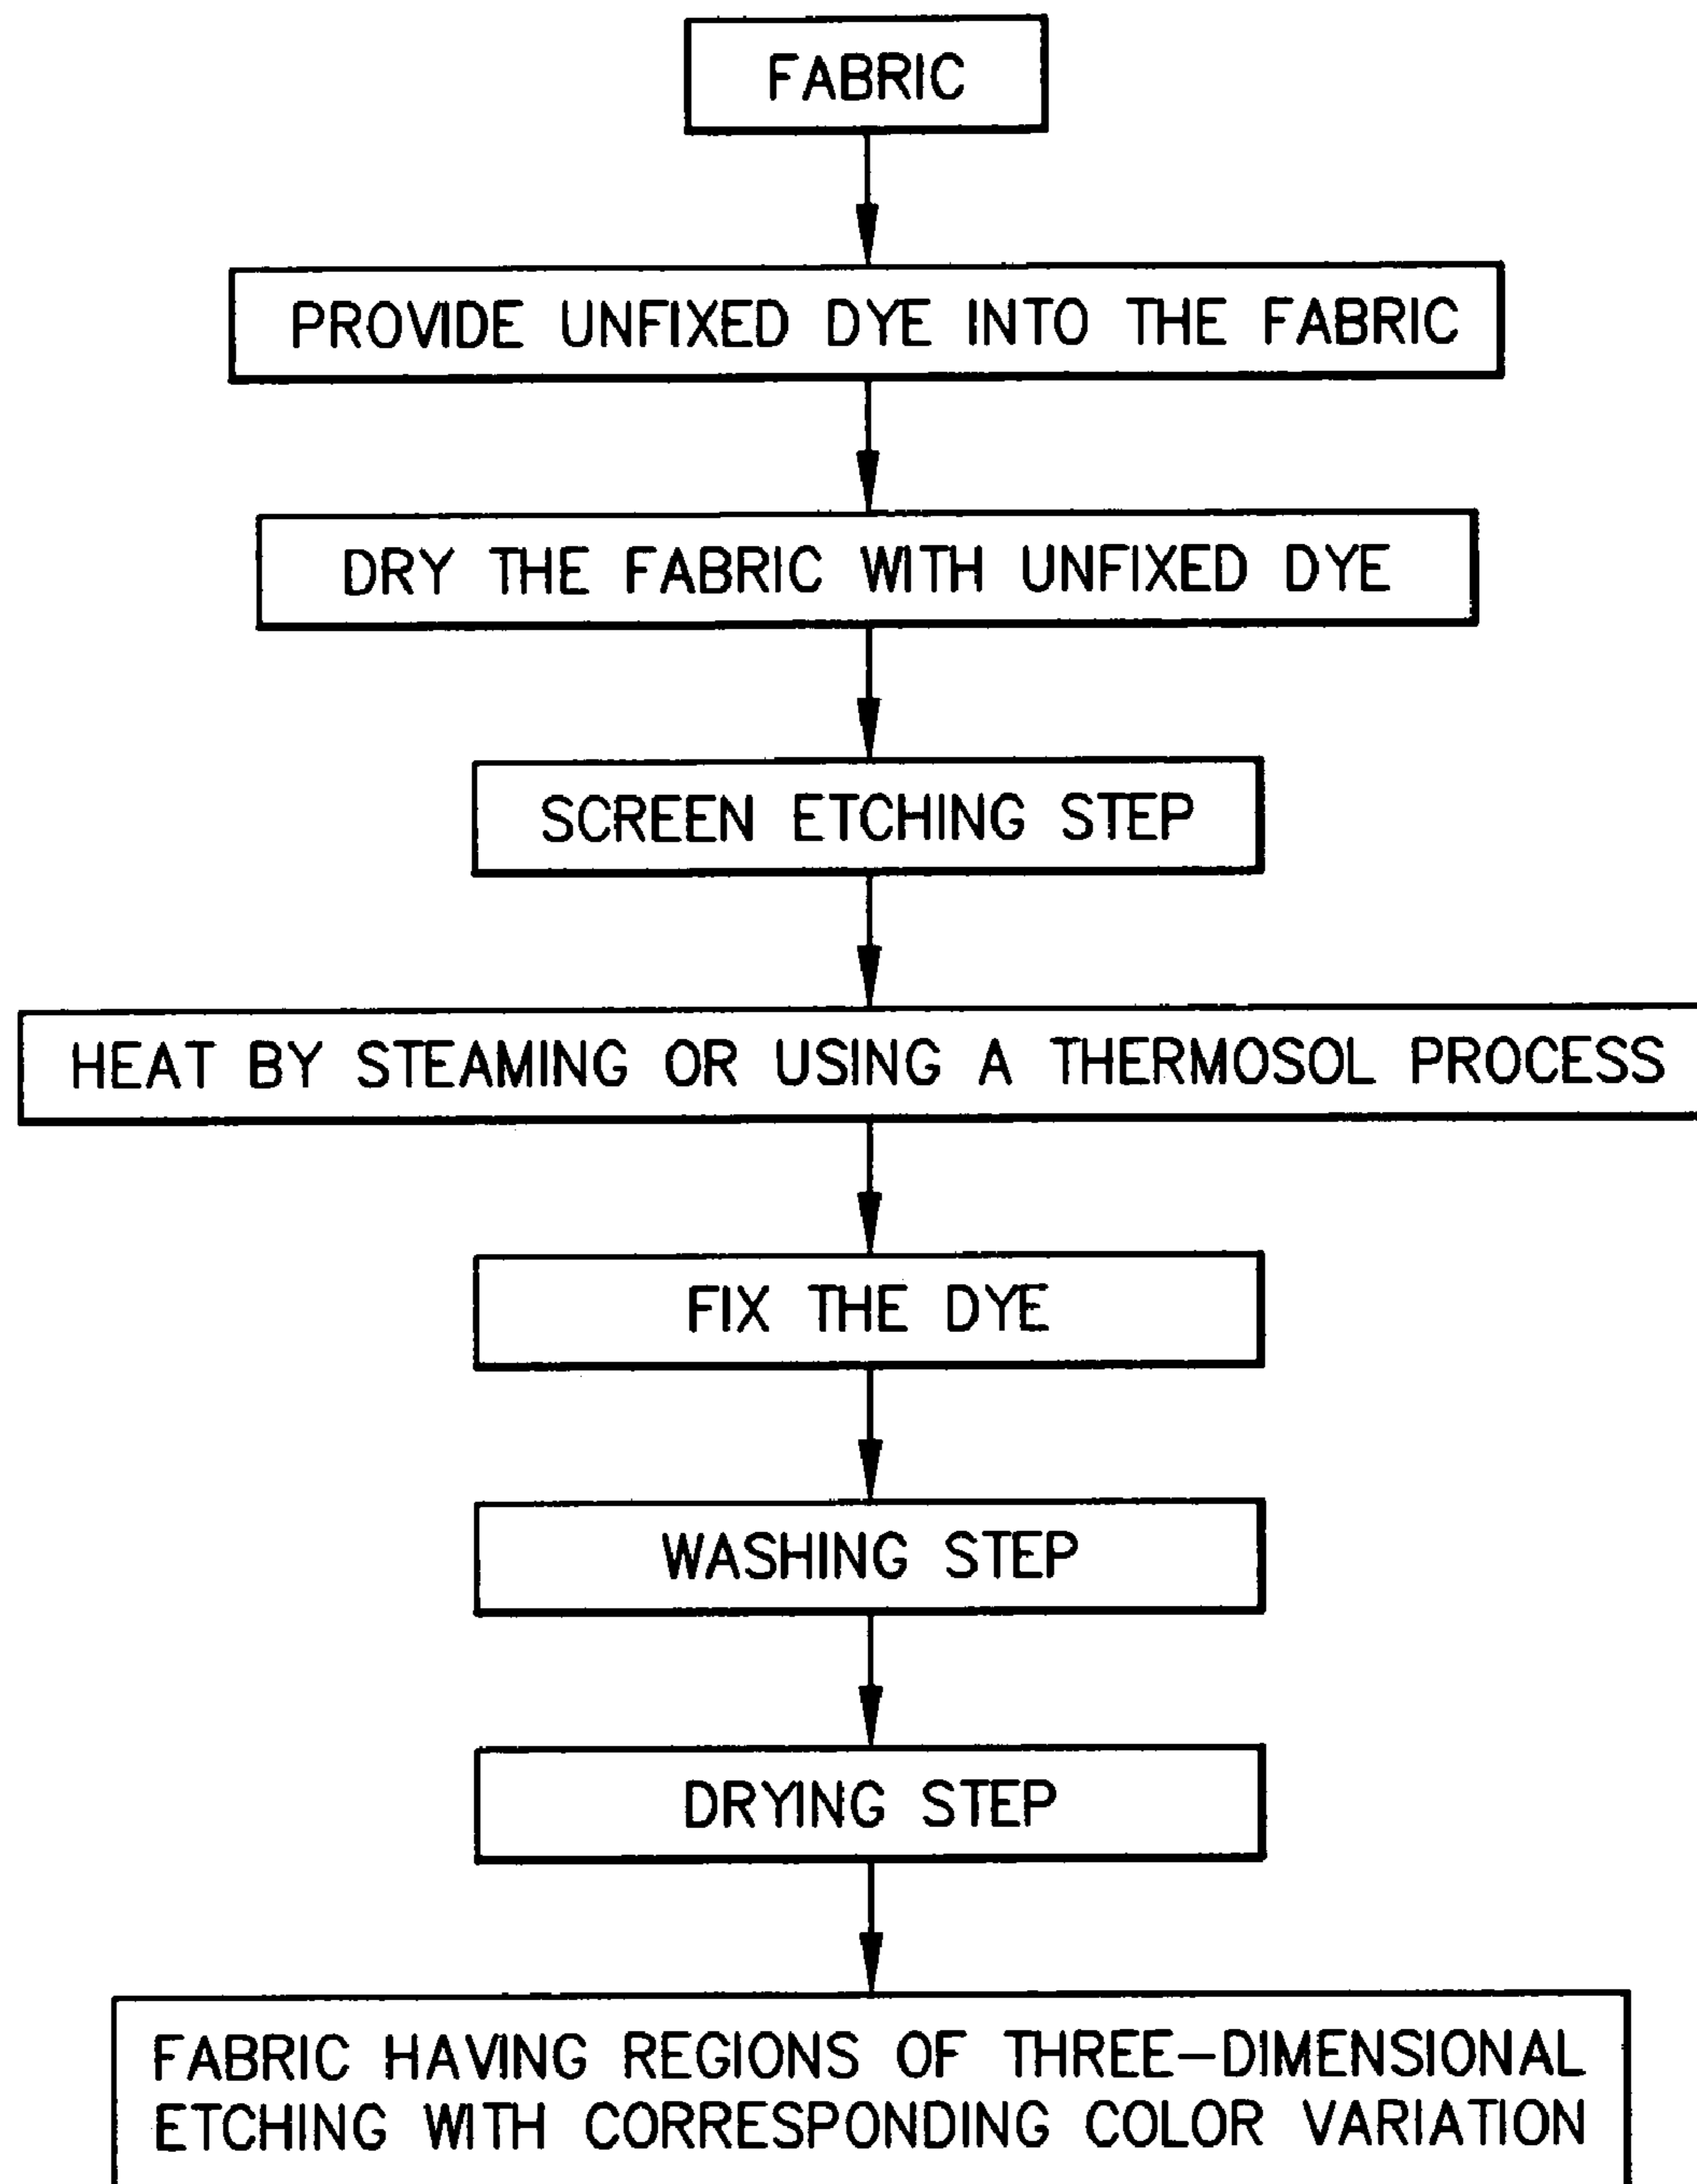 FABRIC
PROVIDE UNFIXED DYE INTO THE FABRIC
DRY THE FABRIC WITH UNFIXED DYE
SCREEN ETCHING STEP
HEAT BY STEAMING OR USING A THERMOSOL PROCESS
FIX THE DYE
WASHING STEP
DRYING STEP
FABRIC HAVING REGIONS OF THREE-DIMENSIONAL
ETCHING WITH CORRESPONDING COLOR VARIATION